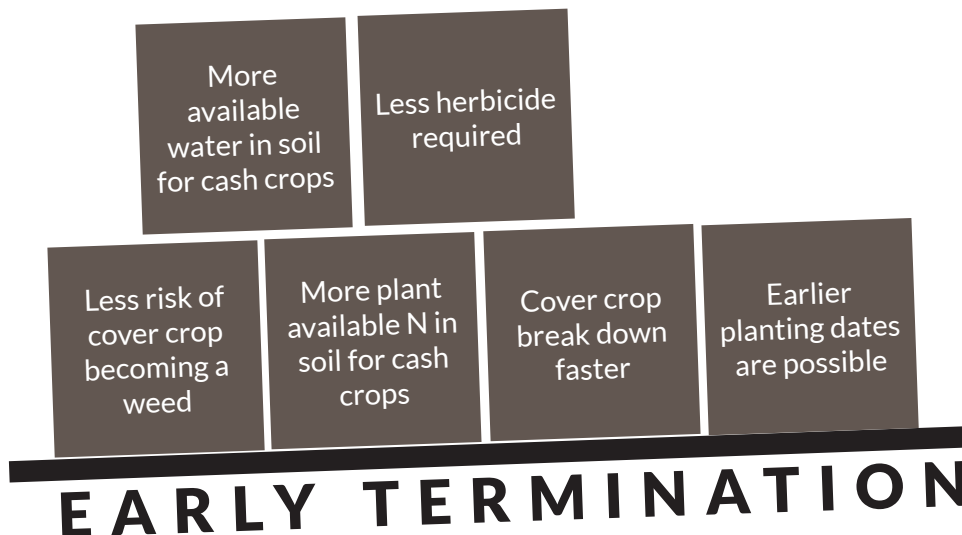 More
available
water in soil
for cash crops
Less herbicide
required
Less risk of
cover crop
becoming a
weed
More plant
available N in
soil for cash
crops
Cover crop
break down
faster
Earlier
planting dates
are possible
EARLY TERMINATION